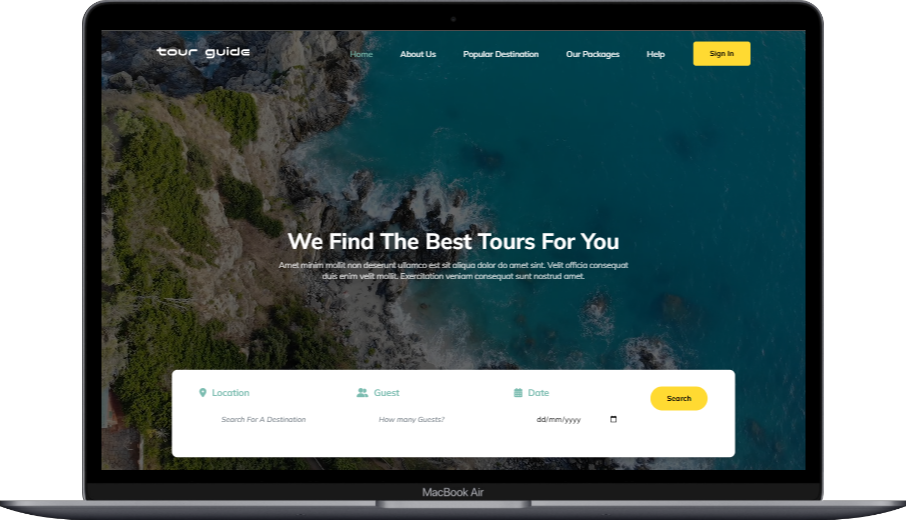 tour guide
Home About Us Popular Destination Our Packages Help Sign In
We Find The Best Tours For You
Amet minim mollit non deserunt ullamco est sit aliqua dolor do amet sint. Velit officia consequat
duis enim velit mollit. Exercitation veniam consequat sunt nostrud amet.
Location Guest Date Search
Search For A Destination How many Guests? dd/mm/yyyy
MacBook Air